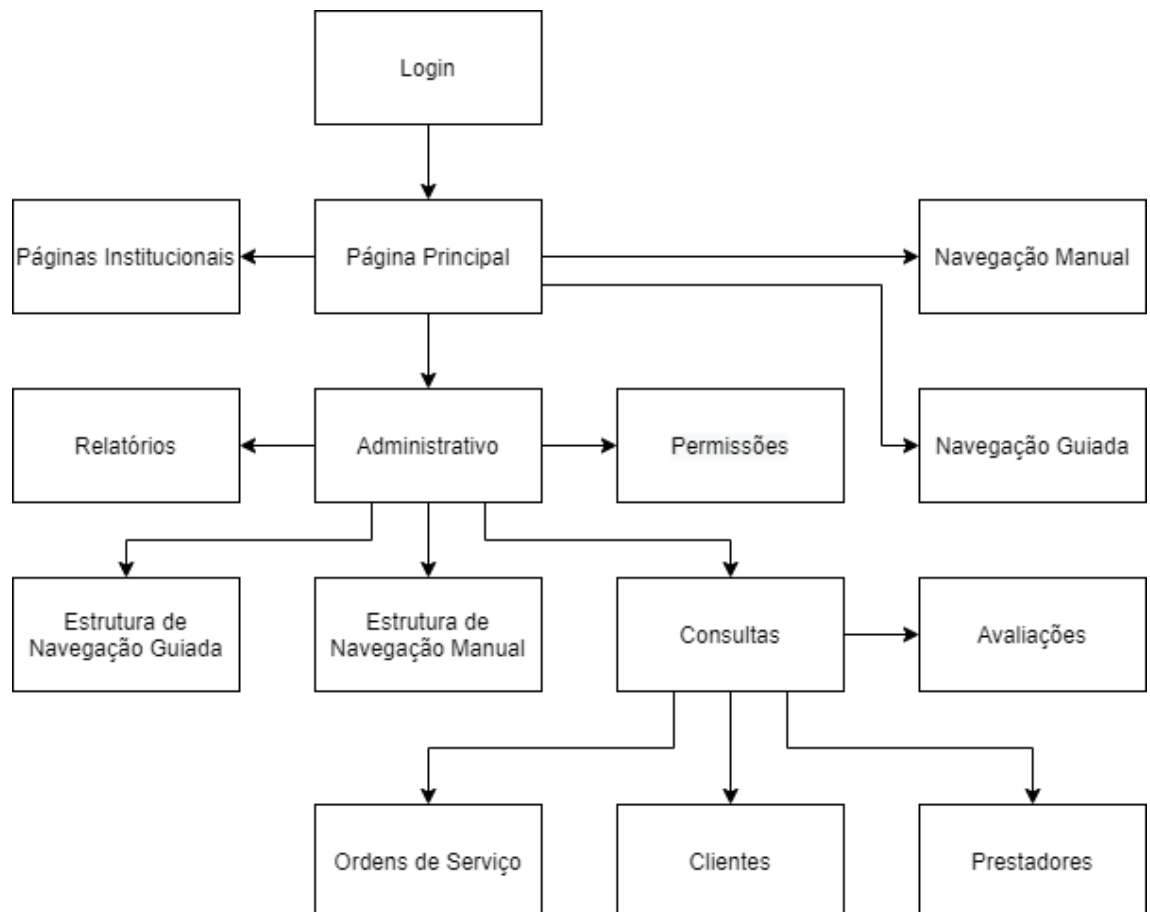 Login
Páginas Institucionais
Página Principal
Navegação Manual
Relatórios
Administrativo
Permissões
Navegação Guiada
Estrutura de
Navegação Guiada
Estrutura de
Navegação Manual
Consultas
Avaliações
Ordens de Serviço
Clientes
Prestadores